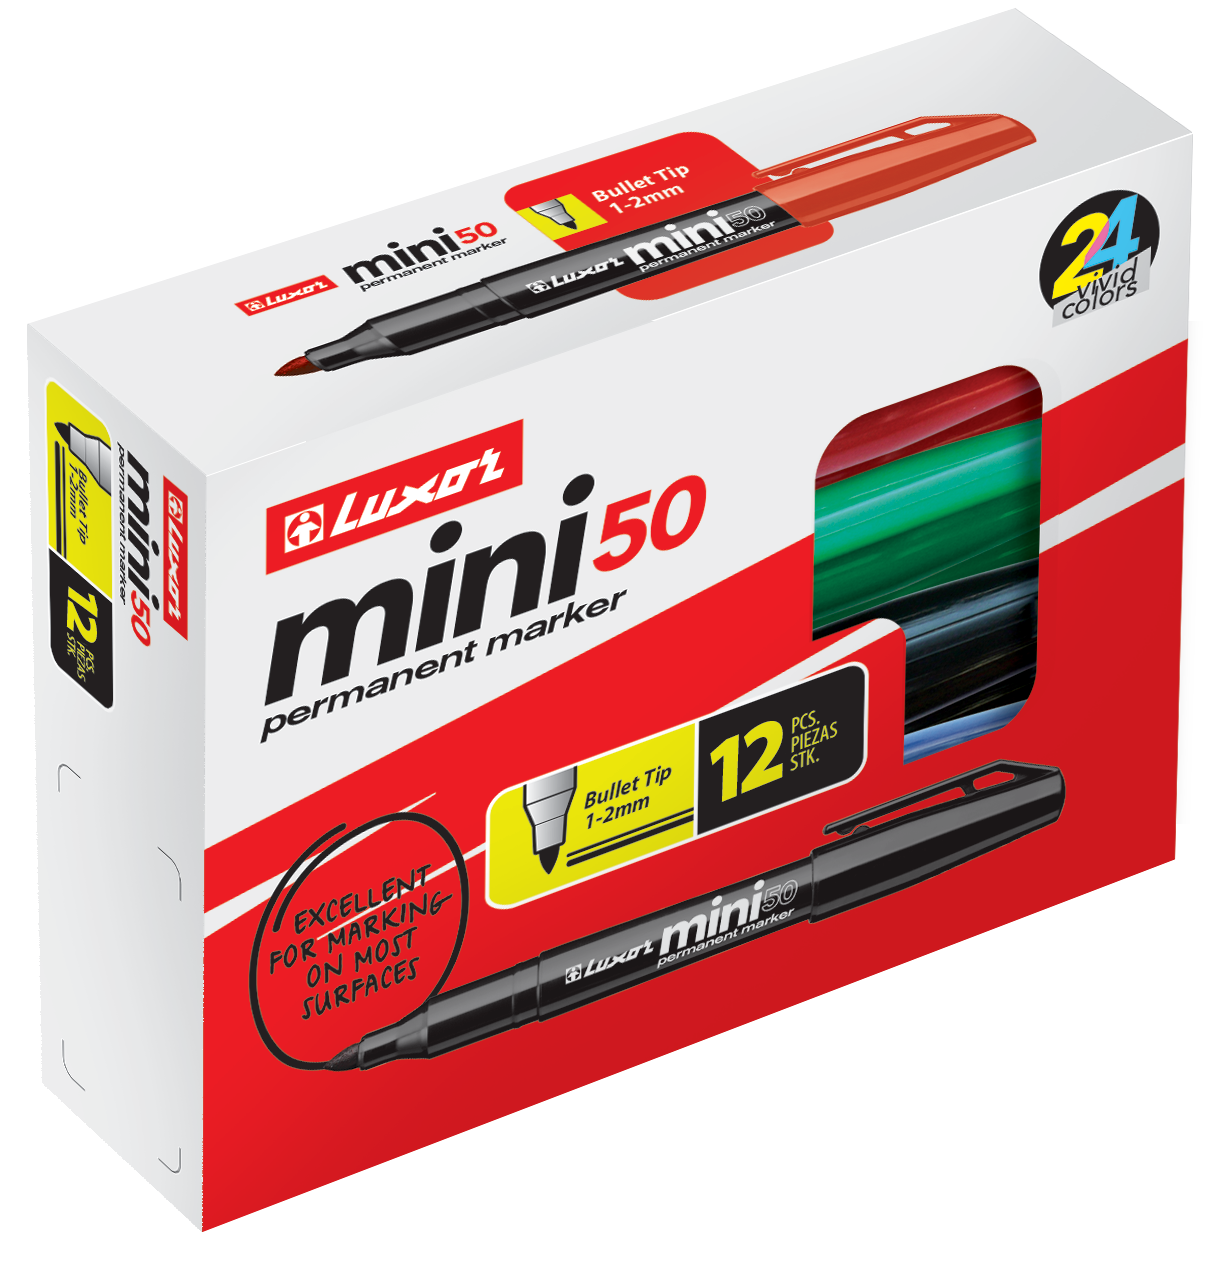 Luxor
mini50
permanent marker
Bullet Tip
1-2mm
Luxor mini50
permanent marker
24
vivid
colors
Luxor
mini50
permanent marker
Bullet Tip
1-2mm
12
PCS.
PIEZAS
STK.
EXCELLENT
FOR MARKING
ON MOST
SURFACES
Luxor mini50
permanent marker
Luxor
mini50
permanent marker
Bullet Tip
1-2mm
12
PCS.
PIEZAS
STK.